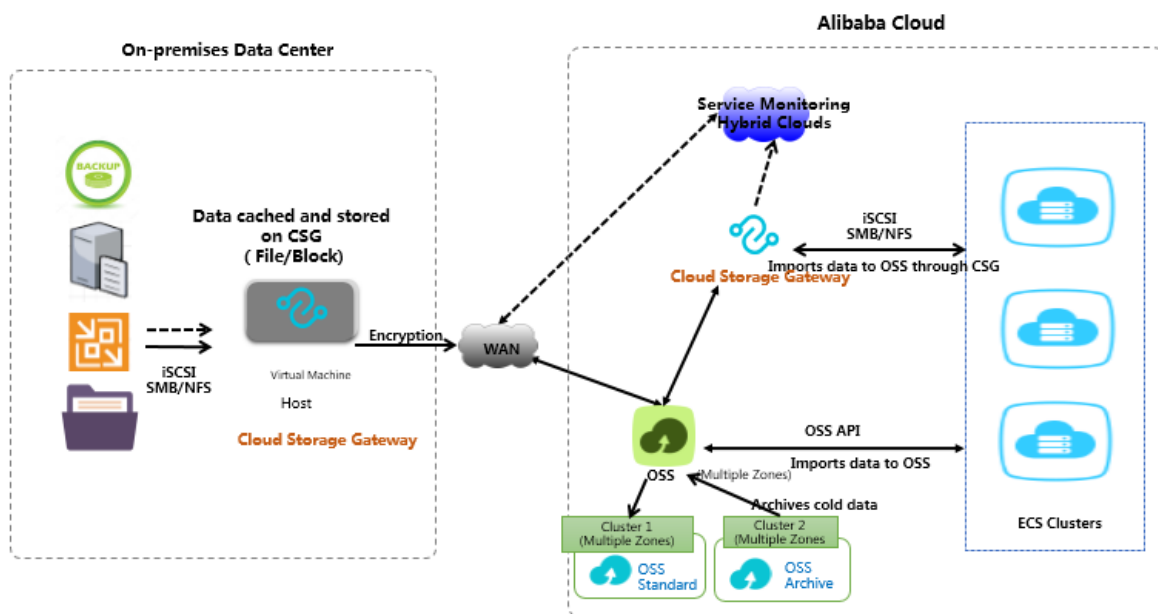 Alibaba Cloud
On-premises Data Center
Service Monitoring
Hybrid Clouds
BACKUP
Data cached and stored
on CSG
( File/Block)
iSCSI
SMB/NFS
Imports data to OSS through CSG
Cloud Storage Gateway
Encryption
WAN
iSCSI
SMB/NFS
Virtual Machine
Host
Cloud Storage Gateway
OSS API
Imports data to OSS
OSS
(Multiple Zones)
Archives cold data
ECS Clusters
Cluster 1
(Multiple Zones)
Cluster 2
(Multiple Zones
OSS
Standard
OSS
Archive